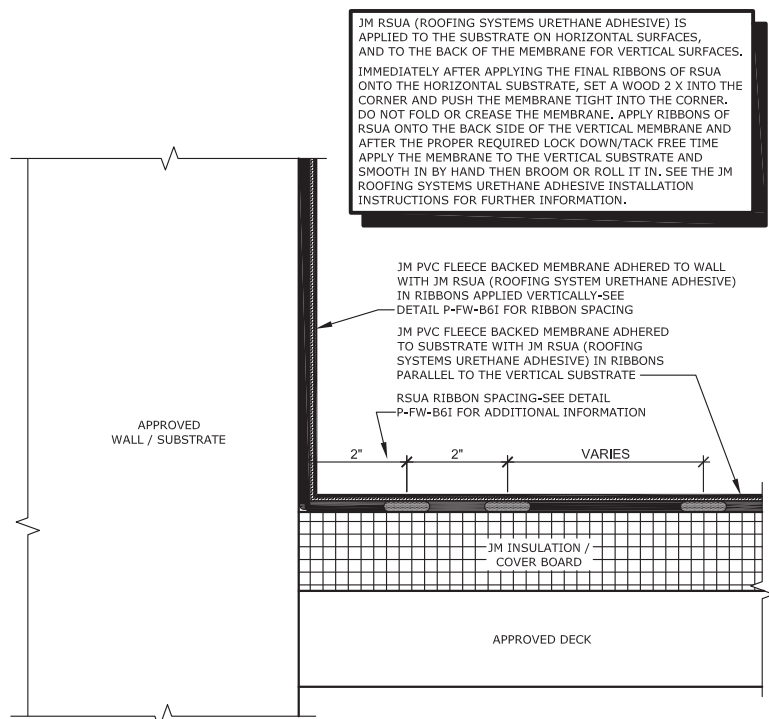 JM RSUA (ROOFING SYSTEMS URETHANE ADHESIVE) IS
APPLIED TO THE SUBSTRATE ON HORIZONTAL SURFACES,
AND TO THE BACK OF THE MEMBRANE FOR VERTICAL SURFACES.
IMMEDIATELY AFTER APPLYING THE FINAL RIBBONS OF RSUA
ONTO THE HORIZONTAL SUBSTRATE, SET A WOOD 2 X INTO THE
CORNER AND PUSH THE MEMBRANE TIGHT INTO THE CORNER.
DO NOT FOLD OR CREASE THE MEMBRANE. APPLY RIBBONS OF
RSUA ONTO THE BACK SIDE OF THE VERTICAL MEMBRANE AND
AFTER THE PROPER REQUIRED LOCK DOWN/TACK FREE TIME
APPLY THE MEMBRANE TO THE VERTICAL SUBSTRATE AND
SMOOTH IN BY HAND THEN BROOM OR ROLL IT IN. SEE THE JM
ROOFING SYSTEMS URETHANE ADHESIVE INSTALLATION
INSTRUCTIONS FOR FURTHER INFORMATION.
JM PVC FLEECE BACKED MEMBRANE ADHERED TO WALL
WITH JM RSUA (ROOFING SYSTEM URETHANE ADHESIVE)
IN RIBBONS APPLIED VERTICALLY-SEE
DETAIL P-FW-B6I FOR RIBBON SPACING
JM PVC FLEECE BACKED MEMBRANE ADHERED
TO SUBSTRATE WITH JM RSUA (ROOFING
SYSTEMS URETHANE ADHESIVE) IN RIBBONS
PARALLEL TO THE VERTICAL SUBSTRATE
RSUA RIBBON SPACING-SEE DETAIL
P-FW-B6I FOR ADDITIONAL INFORMATION
APPROVED
WALL / SUBSTRATE
2" 2" VARIES
JM INSULATION /
COVER BOARD
APPROVED DECK